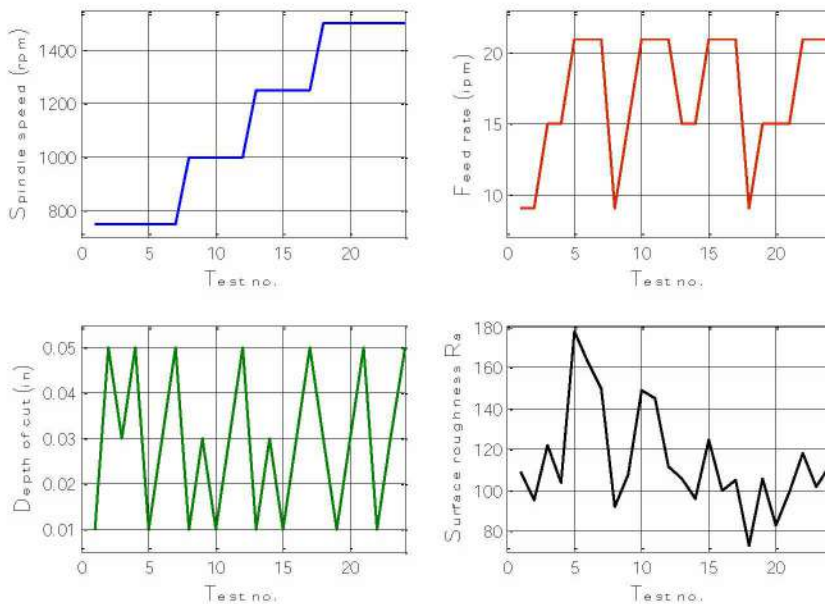 1400
1200
1000
800
Spindle speed (rpm)
0 5 10 15 20
Test no.
20
15
10
Feed rate (ipm)
0 5 10 15 20
Test no.
0.05
0.04
0.03
0.02
0.01
Depth of cut (in)
0 5 10 15 20
Test no.
180
160
140
120
100
80
Surface roughness Ra
0 5 10 15 20
Test no.